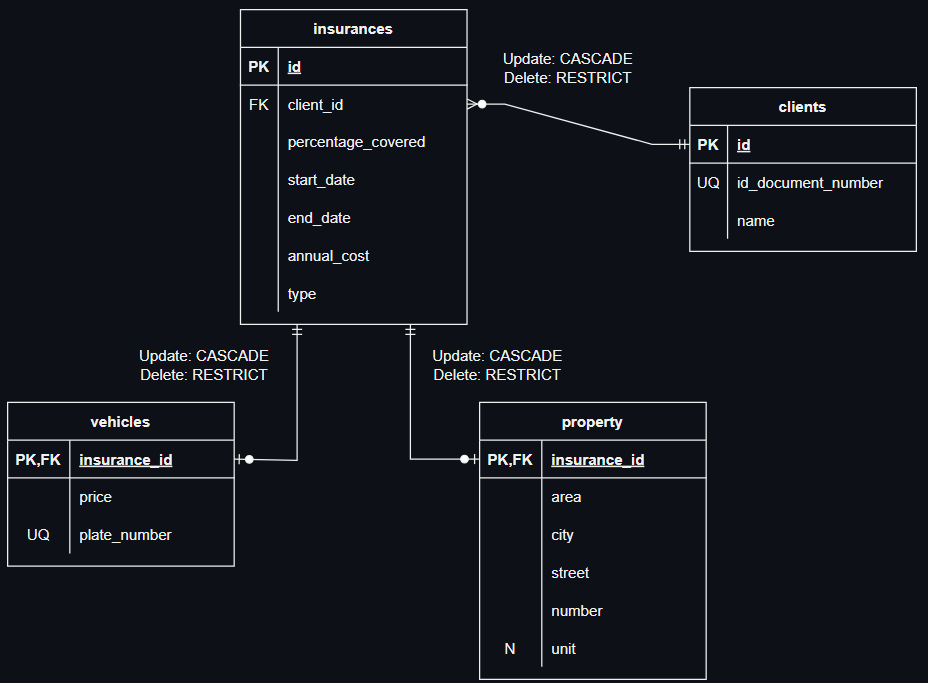 insurances
PK id
FK client_id
percentage_covered
start_date
end_date
annual_cost
type
Update: CASCADE
Delete: RESTRICT
clients
PK id
UQ id_document_number
name
Update: CASCADE
Delete: RESTRICT
Update: CASCADE
Delete: RESTRICT
vehicles
PK,FK insurance_id
price
UQ plate_number
property
PK,FK insurance_id
area
city
street
number
N unit